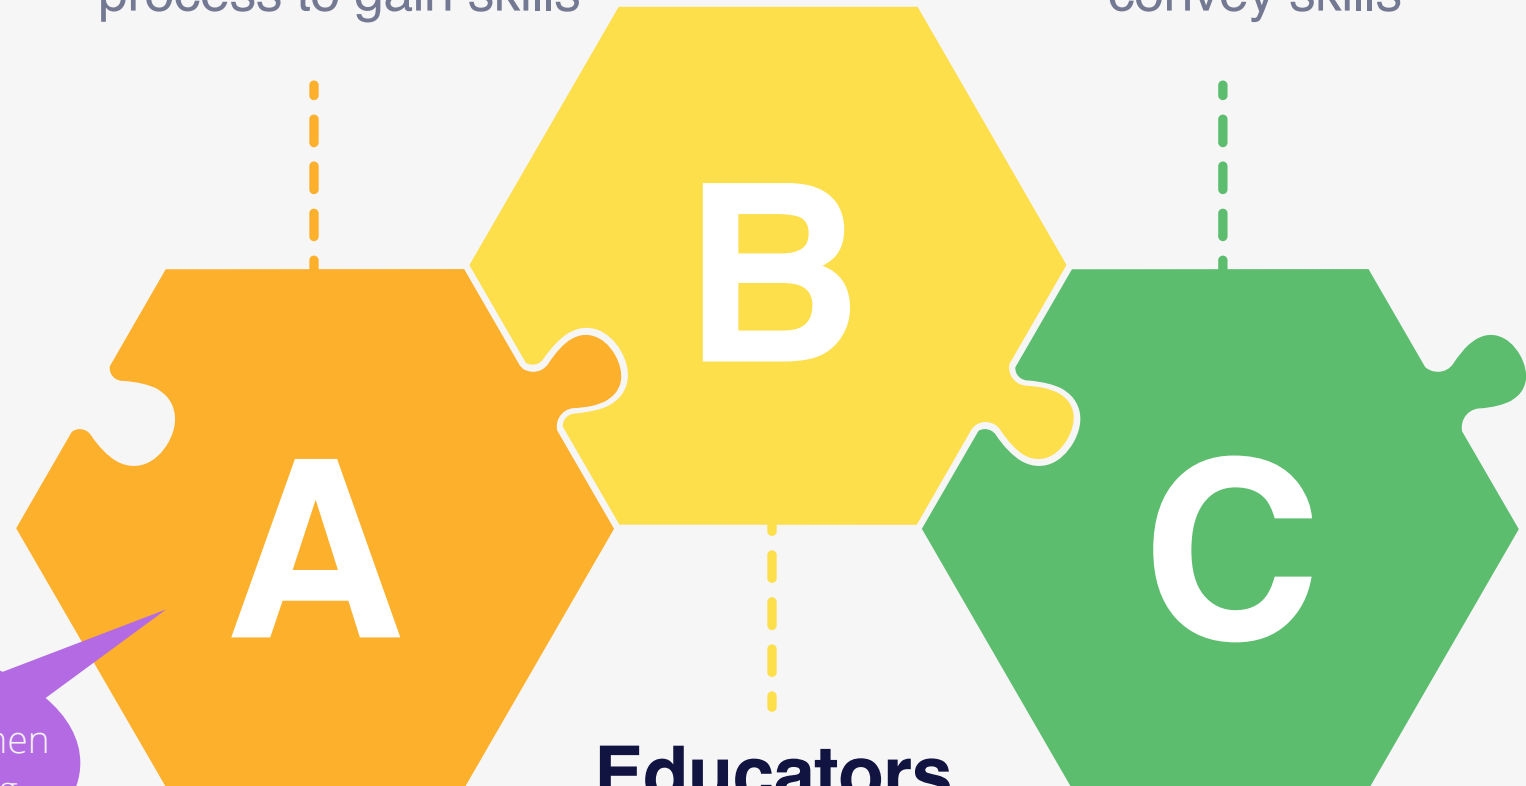 process to gain skills
convey skills
B
A
C
Educators